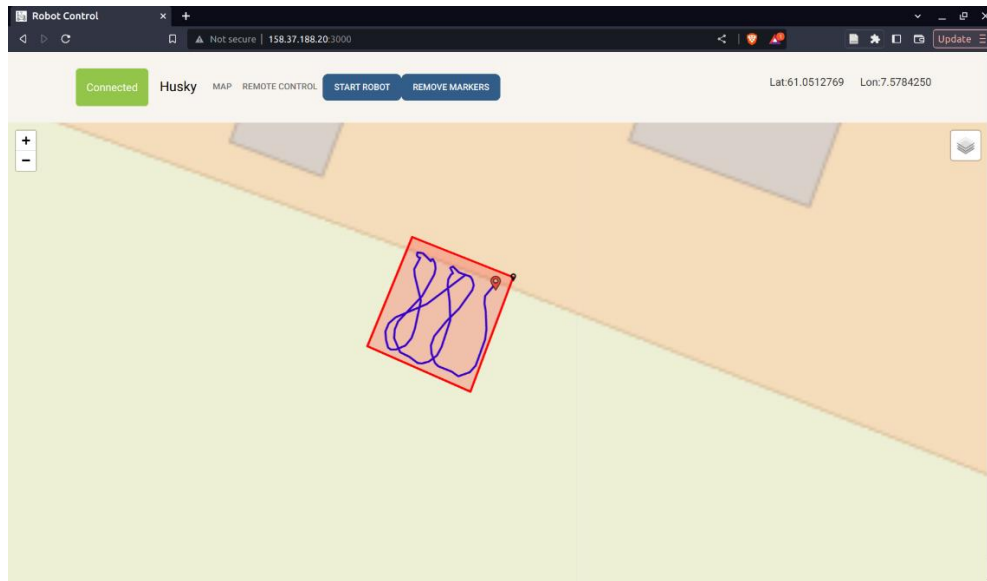 Robot Control × +
Not secure | 158.37.188.20:3000
Update
Connected Husky MAP REMOTE CONTROL START ROBOT REMOVE MARKERS Lat:61.0512769 Lon:7.5784250
+
−